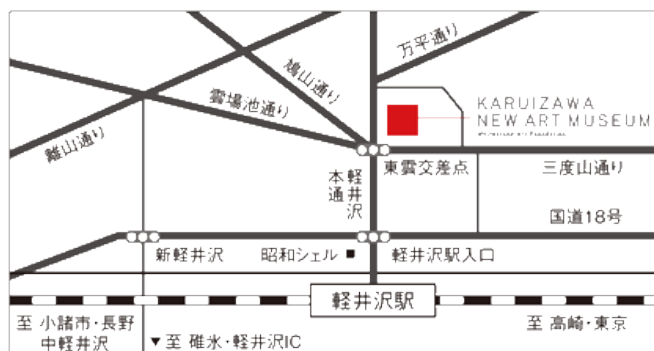 万平通り
鳩山通り
雲場池通り
離山通り
KARUIZAWA
NEW ART MUSEUM
東雲交差点
三度山通り
軽井沢
本通
国道18号
新軽井沢
昭和シェル
軽井沢駅入口
軽井沢駅
至 小諸市・長野
中軽井沢
至 高崎・東京
▼至 碓氷・軽井沢IC